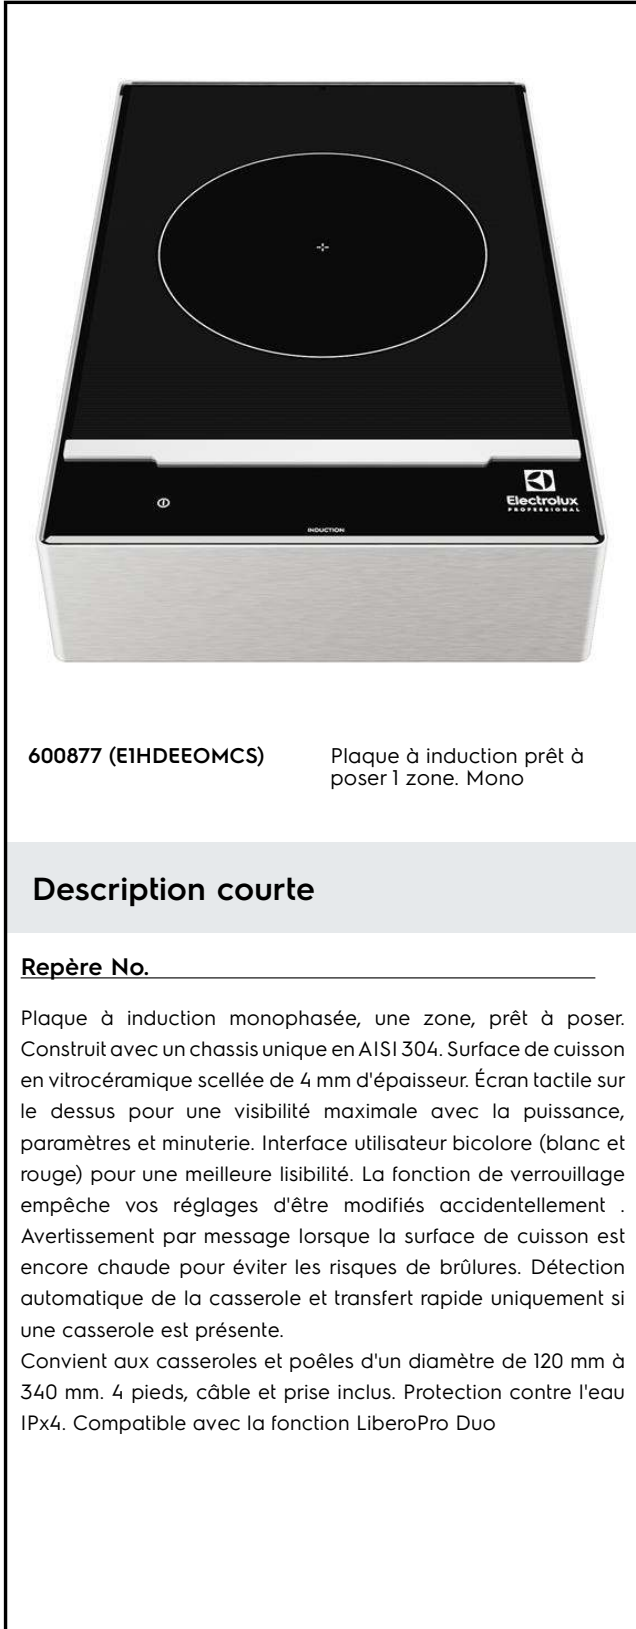 Electrolux
PROFESSIONAL
INDUCTION
600877 (E1HDEEOMCS)
Plaque à induction prêt à
poser 1 zone. Mono
Description courte
Repère No.
Plaque à induction monophasée, une zone, prêt à poser.
Construit avec un chassis unique en AISI 304. Surface de cuisson
en vitrocéramique scellée de 4 mm d'épaisseur. Écran tactile sur
le dessus pour une visibilité maximale avec la puissance,
paramètres et minuterie. Interface utilisateur bicolore (blanc et
rouge) pour une meilleure lisibilité. La fonction de verrouillage
empêche vos réglages d'être modifiés accidentellement .
Avertissement par message lorsque la surface de cuisson est
encore chaude pour éviter les risques de brûlures. Détection
automatique de la casserole et transfert rapide uniquement si
une casserole est présente.
Convient aux casseroles et poêles d'un diamètre de 120 mm à
340 mm. 4 pieds, câble et prise inclus. Protection contre l'eau
IPx4. Compatible avec la fonction LiberoPro Duo